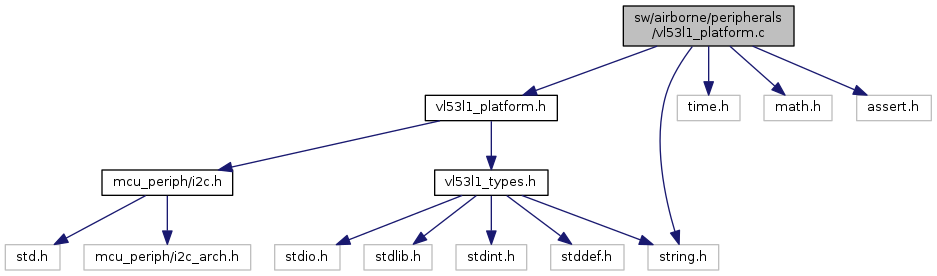 sw/airborne/peripherals
/vl53l1_platform.c
vl53l1_platform.h
time.h
math.h
assert.h
mcu_periph/i2c.h
vl53l1_types.h
std.h
mcu_periph/i2c_arch.h
stdio.h
stdlib.h
stdint.h
stddef.h
string.h